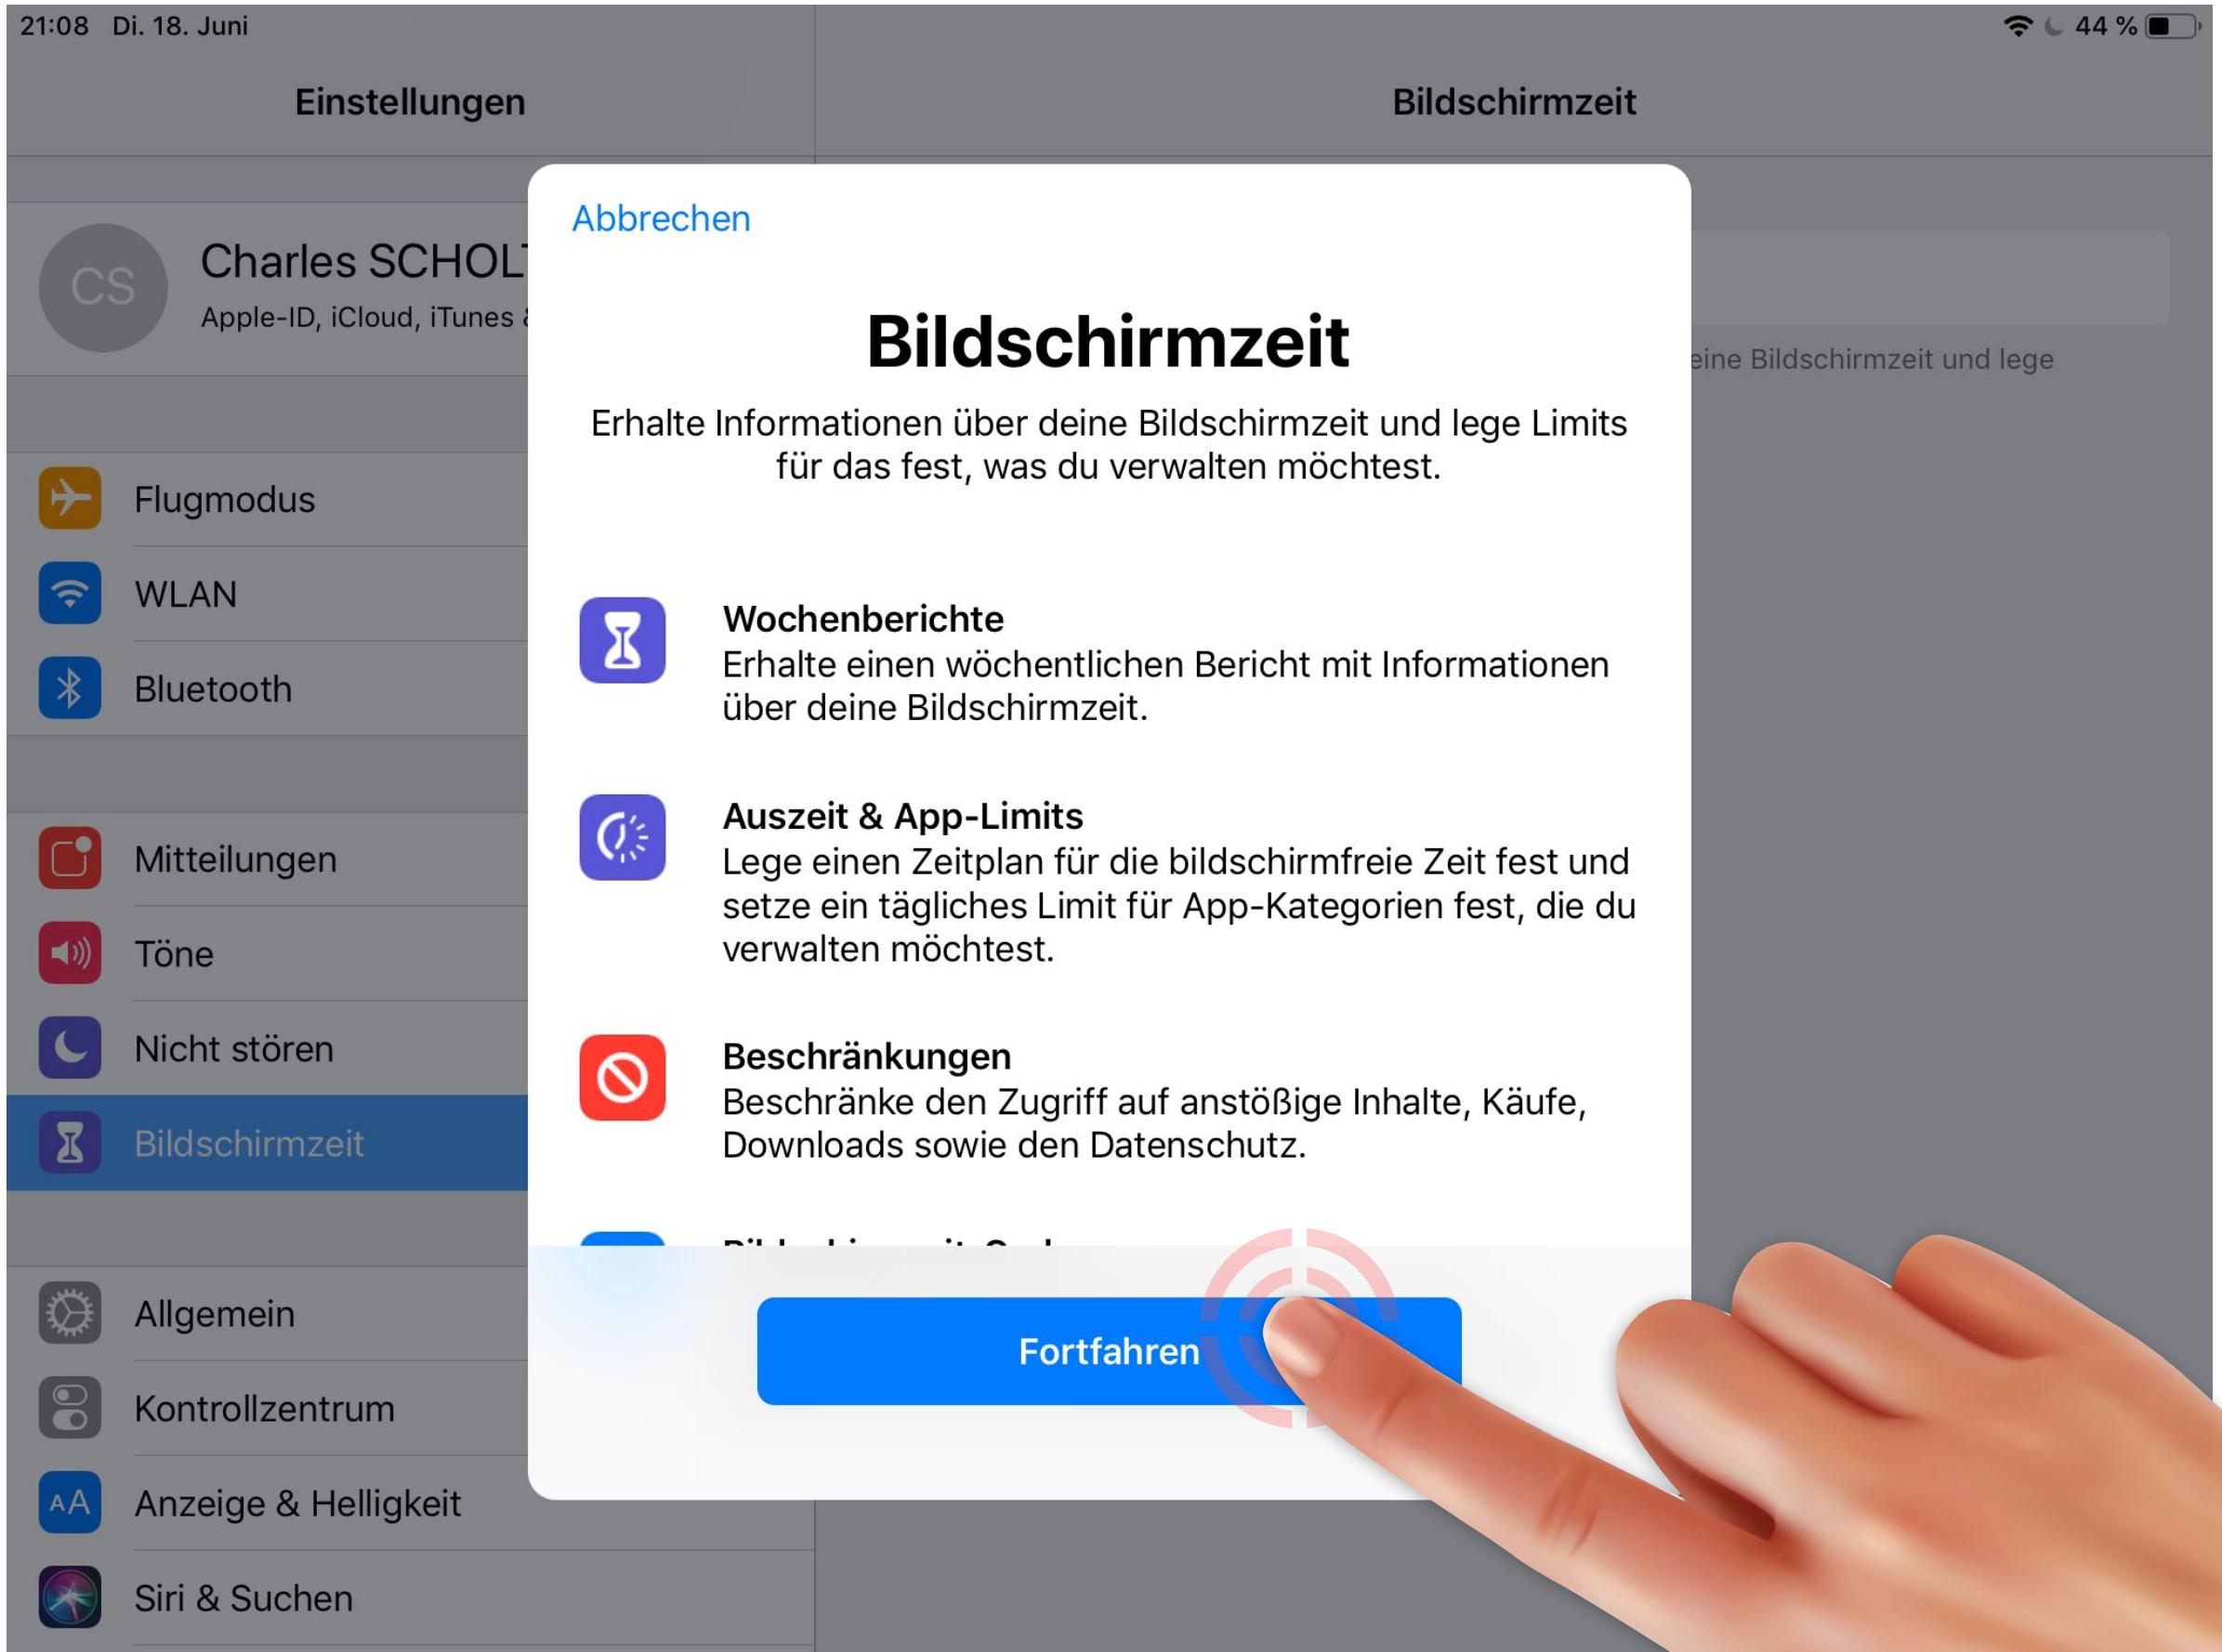 21:08 Di. 18. Juni
44 %
Einstellungen
Bildschirmzeit
CS
Charles SCHOL
Apple-ID, iCloud, iTunes
Flugmodus
WLAN
Bluetooth
Mitteilungen
Töne
Nicht stören
Bildschirmzeit
Allgemein
Kontrollzentrum
AA
Anzeige & Helligkeit
Siri & Suchen
Abbrechen
Bildschirmzeit
Erhalte Informationen über deine Bildschirmzeit und lege Limits
für das fest, was du verwalten möchtest.
Wochenberichte
Erhalte einen wöchentlichen Bericht mit Informationen
über deine Bildschirmzeit.
Auszeit & App-Limits
Lege einen Zeitplan für die bildschirmfreie Zeit fest und
setze ein tägliches Limit für App-Kategorien fest, die du
verwalten möchtest.
Beschränkungen
Beschränke den Zugriff auf anstößige Inhalte, Käufe,
Downloads sowie den Datenschutz.
Fortfahren
eine Bildschirmzeit und lege